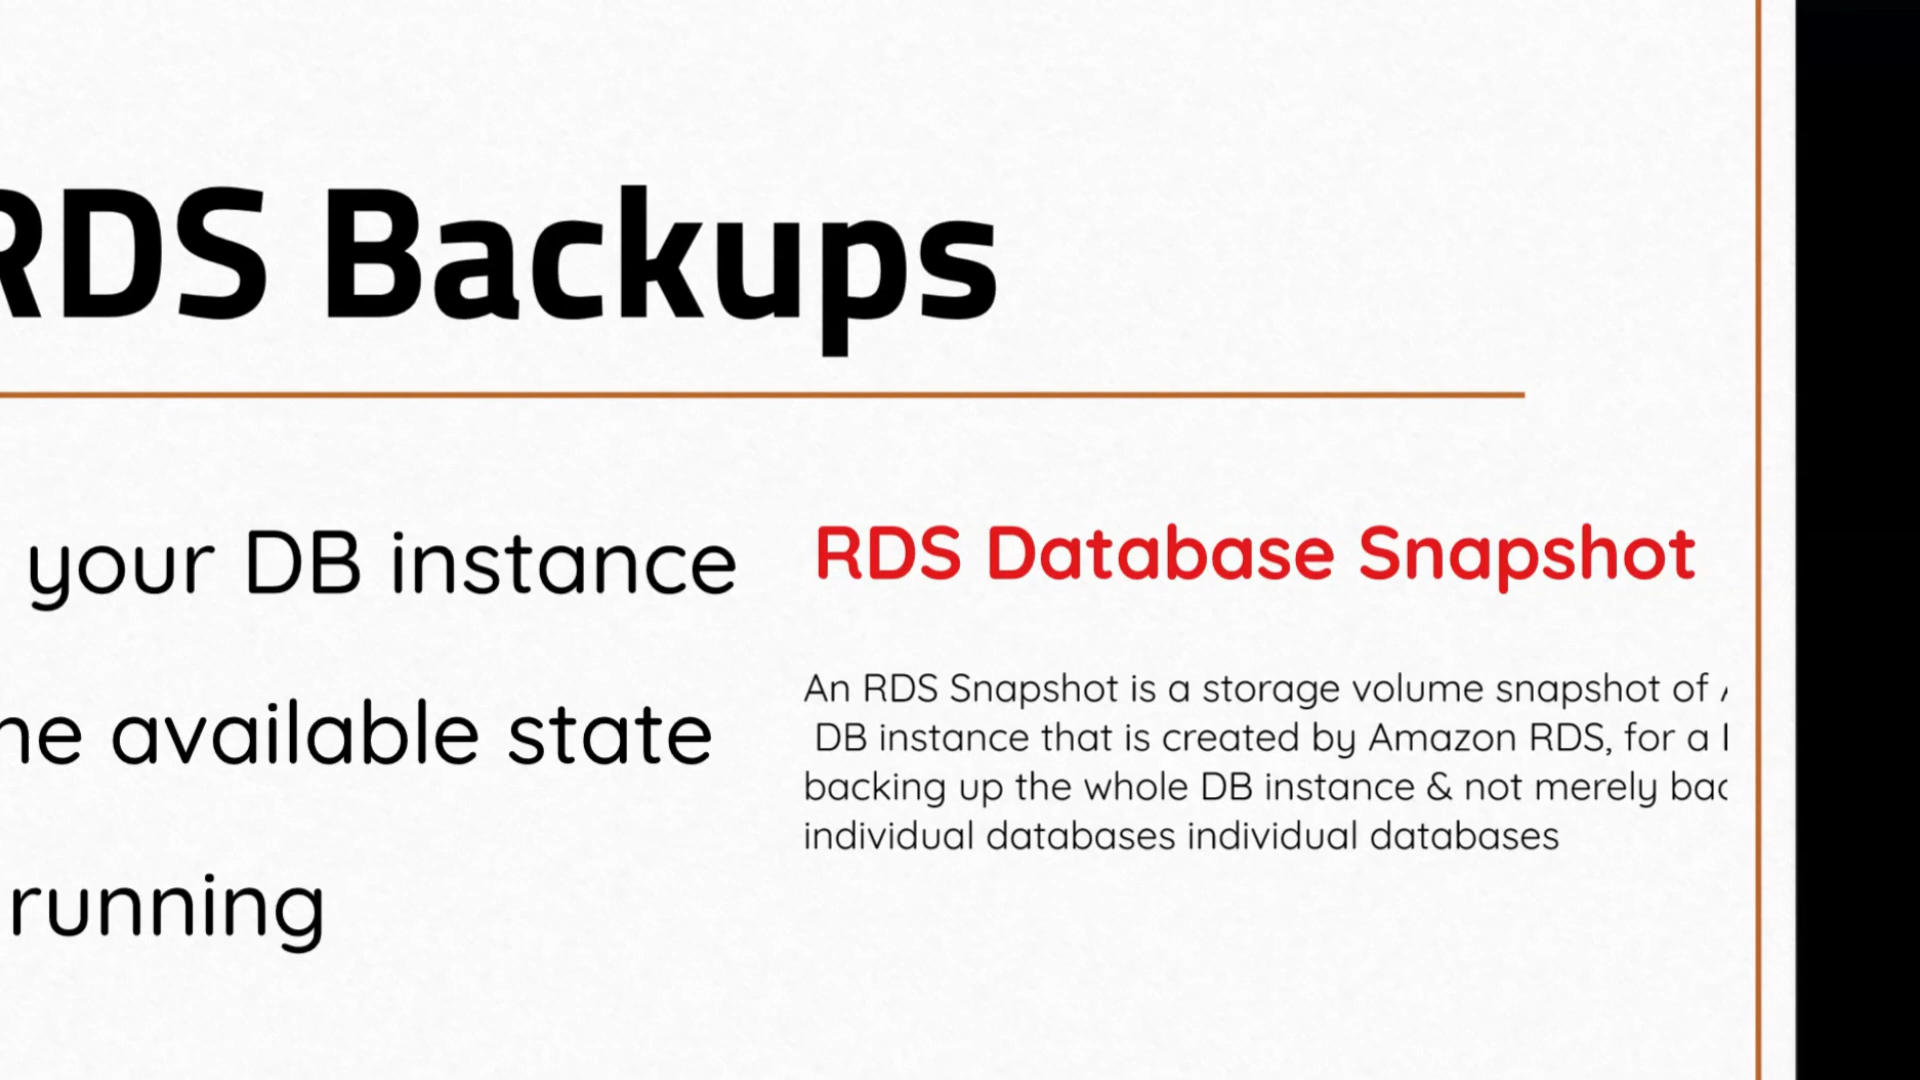 RDS Backups
your DB instance
available state
running
RDS Database Snapshot
An RDS Snapshot is a storage volume snapshot of
DB instance that is created by Amazon RDS, for a
backing up the whole DB instance & not merely
individual databases individual databases